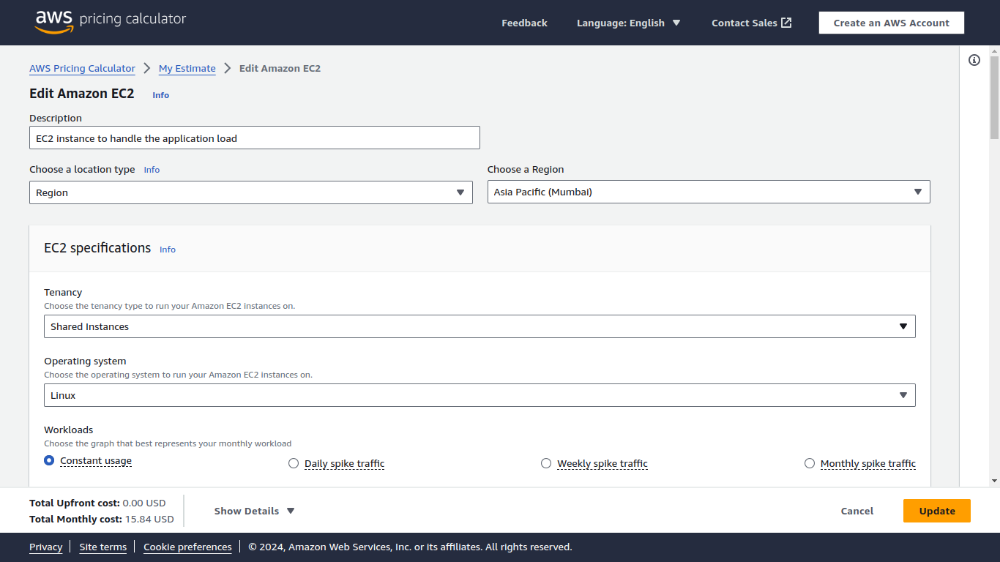 aws pricing calculator
Feedback
Language: English
Contact Sales
Create an AWS Account
AWS Pricing Calculator
My Estimate
Edit Amazon EC2
Edit Amazon EC2
Info
Description
EC2 instance to handle the application load
Choose a location type
Info
Choose a Region
Region
Asia Pacific (Mumbai)
EC2 specifications
Info
Tenancy
Choose the tenancy type to run your Amazon EC2 instances on.
Shared Instances
Operating system
Choose the operating system to run your Amazon EC2 instances on.
Linux
Workloads
Choose the graph that best represents your monthly workload
Constant usage
Daily spike traffic
Weekly spike traffic
Monthly spike traffic
Total Upfront cost: 0.00 USD
Total Monthly cost: 15.84 USD
Show Details
Cancel
Update
Privacy
Site terms
Cookie preferences
© 2024, Amazon Web Services, Inc. or its affiliates. All rights reserved.